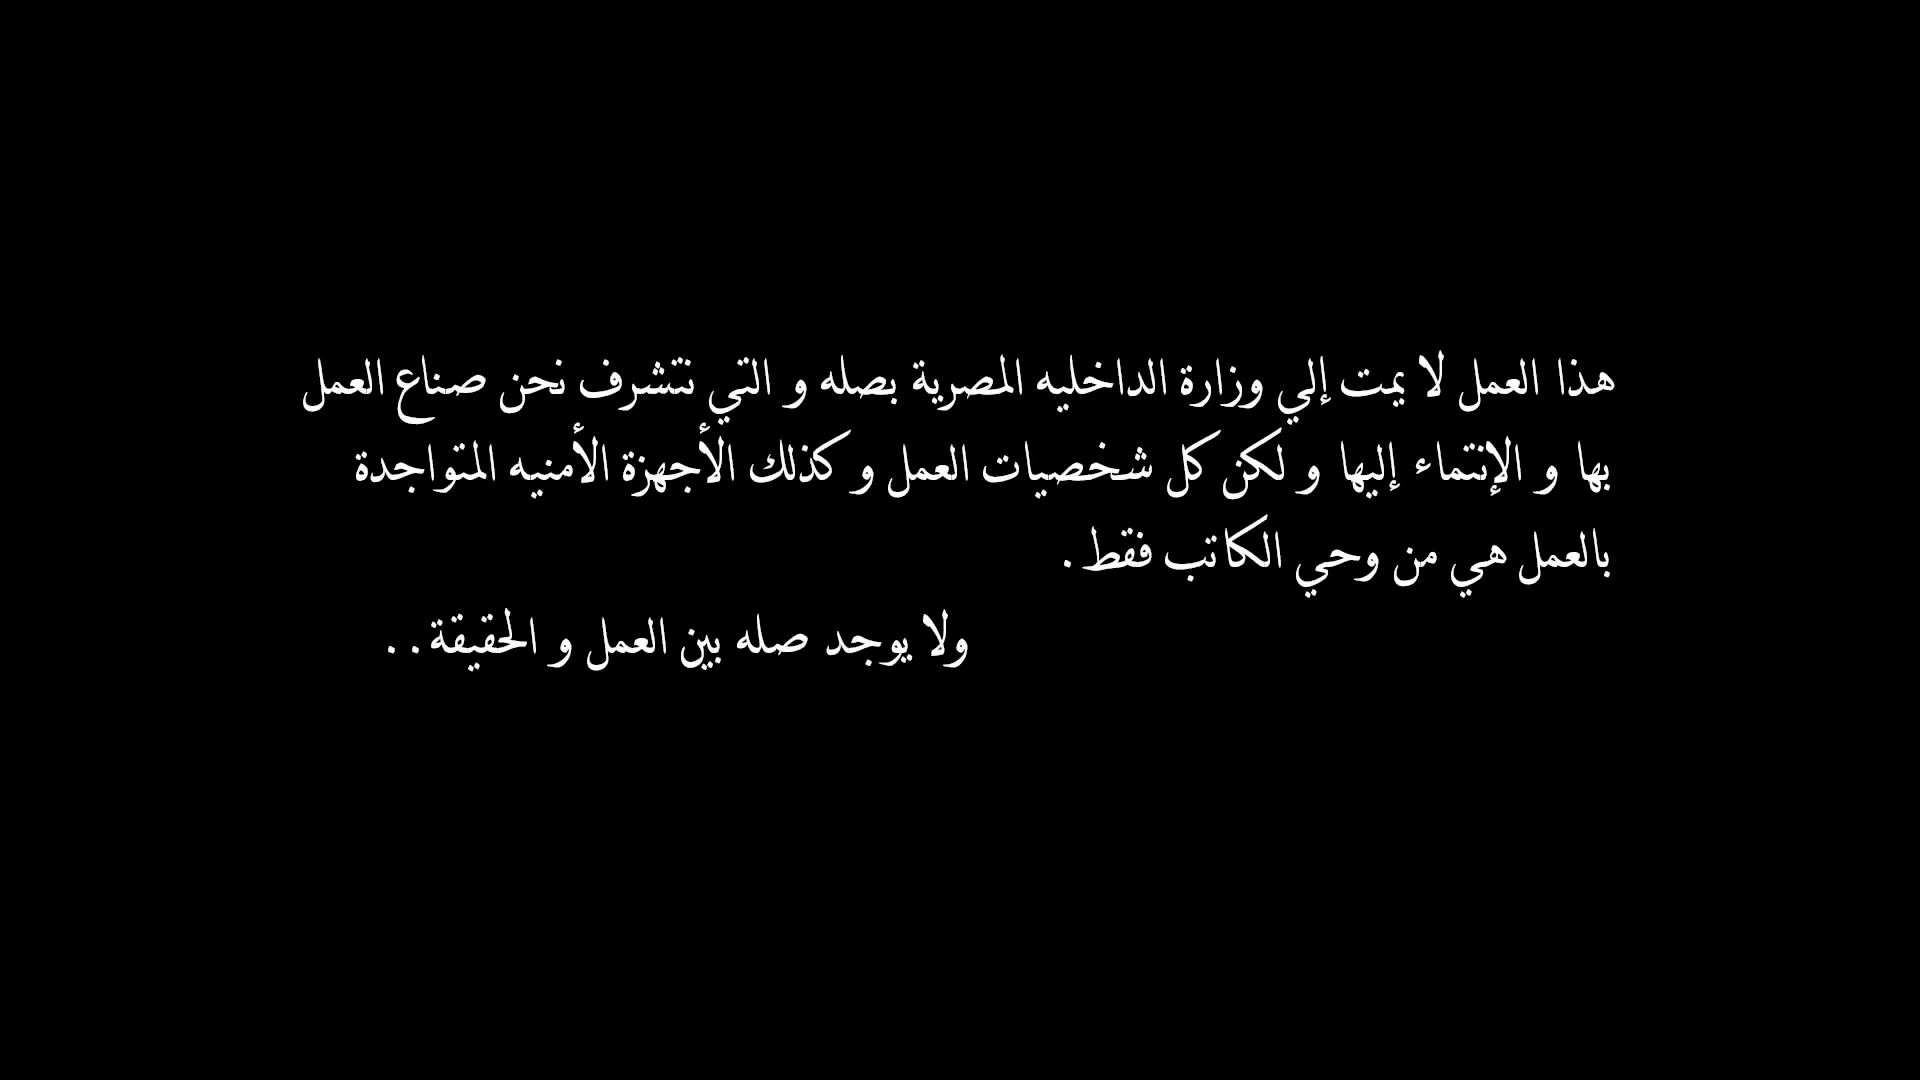 هذا العمل لا يمت إلي وزارة الداخليه المصرية بصله و التي نتشرف نحن صناع العمل
بها و الإنتماء إليها و لكن كل شخصيات العمل و كذلك الأجهزة الأمنيه المتواجدة
بالعمل هي من وحي الكاتب فقط .
ولا يوجد صله بين العمل و الحقيقة . .